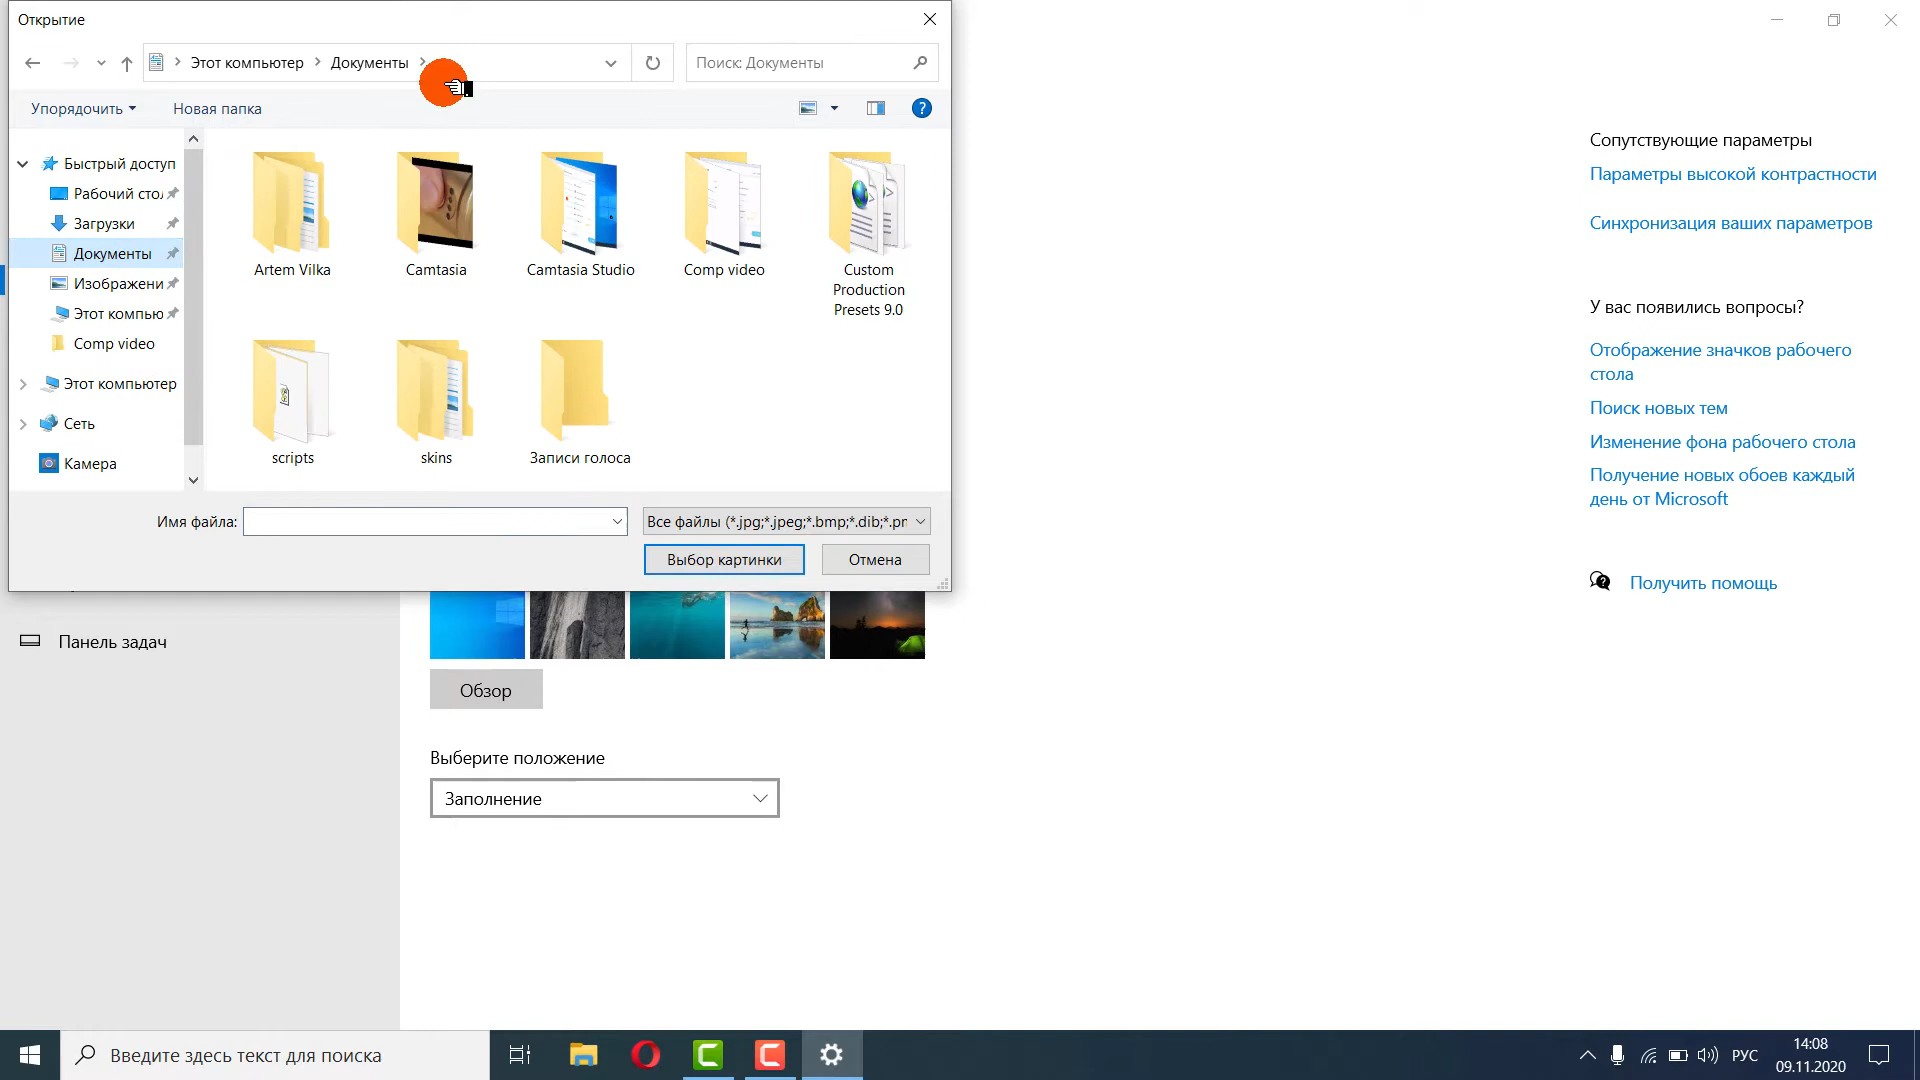 Открытие
Этот компьютер
Документы
Поиск: Документы
Упорядочить
Новая папка
Быстрый доступ
Рабочий сто
Загрузки
Документы
Изображени
Этот компью
Comp video
Этот компьютер
Сеть
Камера
Artem Vilka
Camtasia
Camtasia Studio
Comp video
Custom
Production
Presets 9.0
scripts
skins
Записи голоса
Имя файла:
Все файлы (*.jpg;*.jpeg;*.bmp;*.dib;*.pr
Выбор картинки
Отмена
Панель задач
Обзор
Выберите положение
Заполнение
Сопутствующие параметры
Параметры высокой контрастности
Синхронизация ваших параметров
У вас появились вопросы?
Отображение значков рабочего
стола
Поиск новых тем
Изменение фона рабочего стола
Получение новых обоев каждый
день от Microsoft
Получить помощь
Введите здесь текст для поиска
РУС
14:08
09.11.2020